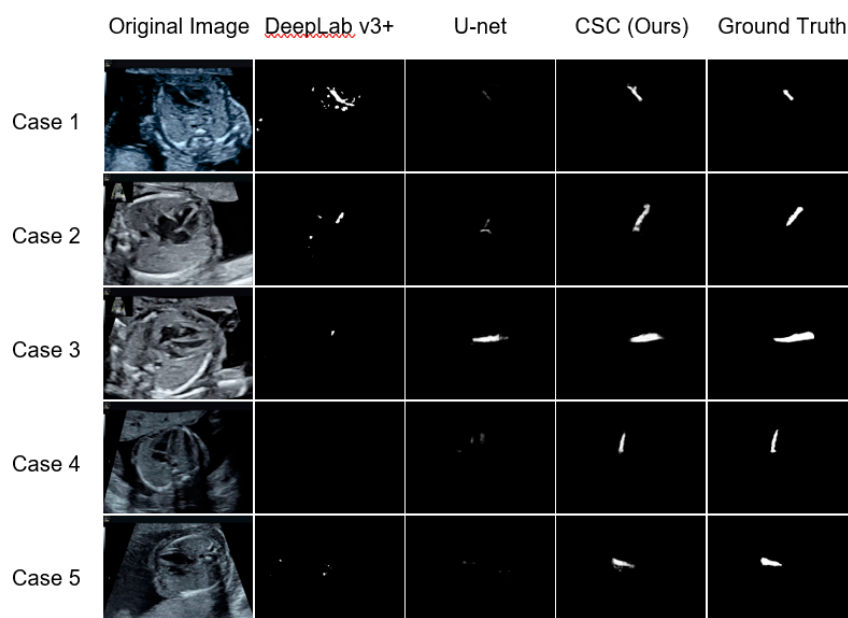 Original Image DeepLab v3+ U-net CSC (Ours) Ground Truth
Case 1
Case 2
Case 3
Case 4
Case 5